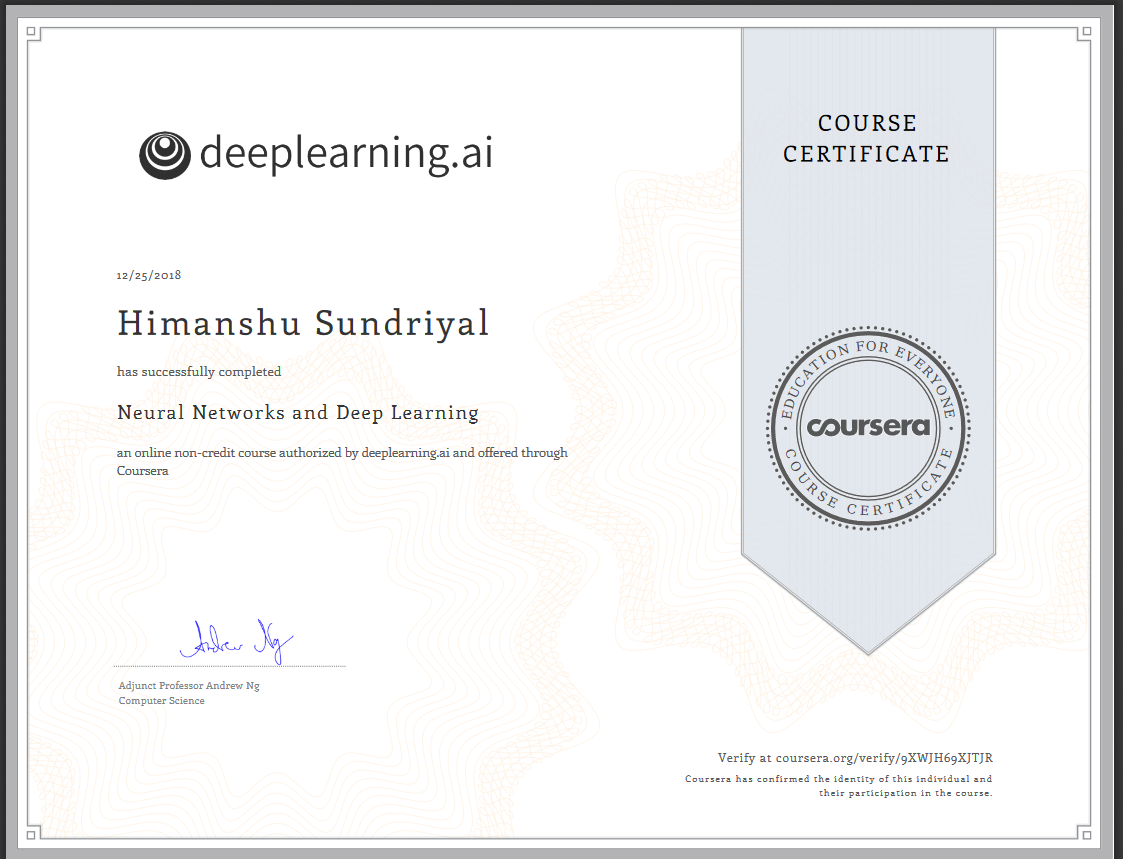 deeplearning.ai
COURSE
CERTIFICATE
12/25/2018
Himanshu Sundriyal
has successfully completed
Neural Networks and Deep Learning
an online non-credit course authorized by deeplearning.ai and offered through
Coursera
EDUCATION FOR EVERYONE
coursera
COURSE CERTIFICATE
Andrew Ng
Adjunct Professor Andrew Ng
Computer Science
Verify at coursera.org/verify/9XWJH69XJTJR
Coursera has confirmed the identity of this individual and
their participation in the course.